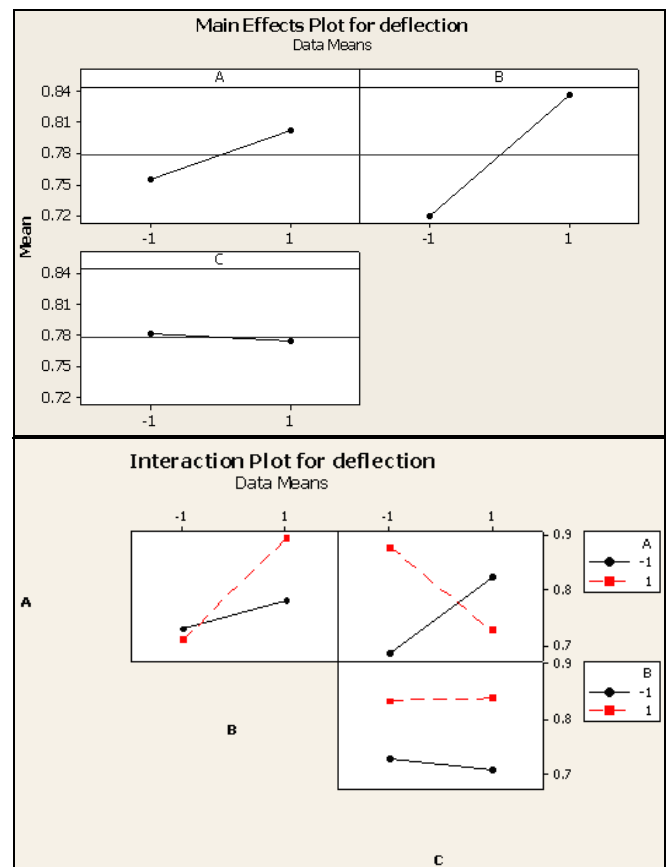 Main Effects Plot for deflection
Data Means
A B
0.84
0.81
0.78
0.75
0.72
-1 1 -1 1
Mean
C
0.84
0.81
0.78
0.75
0.72
-1 1
Interaction Plot for deflection
Data Means
-1 1 -1 1
A
0.9
0.8
0.7
A
-1
1
B
0.9
0.8
0.7
B
-1
1
C